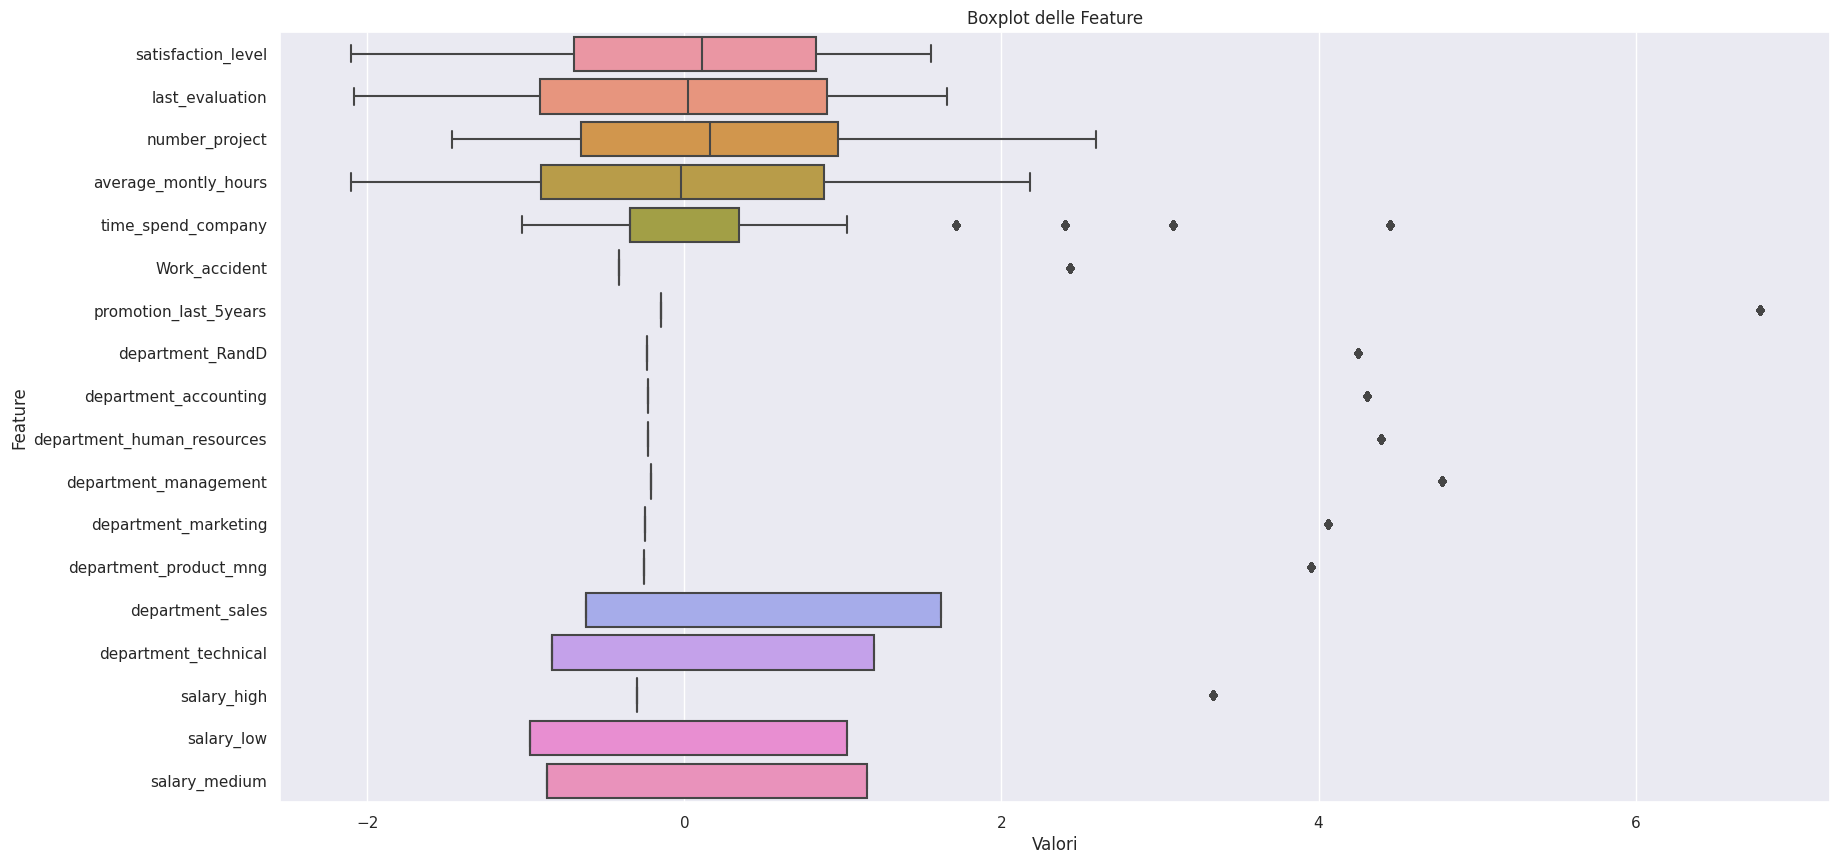 Boxplot delle Feature
satisfaction_level
last_evaluation
number_project
average_montly_hours
time_spend_company
Work_accident
promotion_last_5years
department_RandD
department_accounting
department_human_resources
department_management
department_marketing
department_product_mng
department_sales
department_technical
salary_high
salary_low
salary_medium
Feature
−2 0 2 4 6
Valori